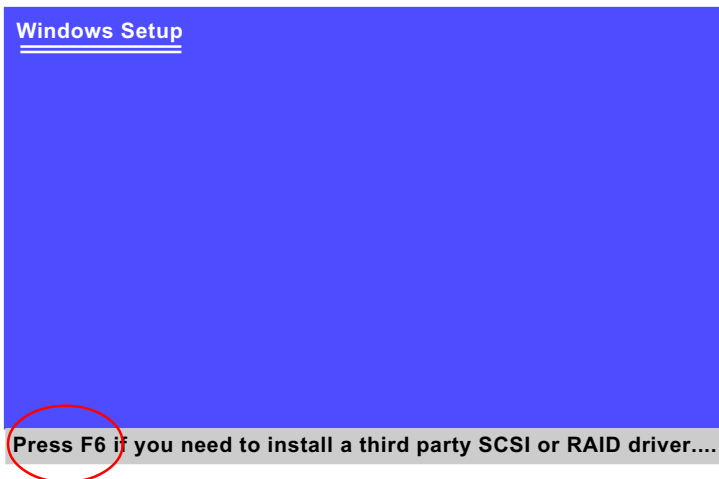 Windows Setup
Press F6 if you need to install a third party SCSI or RAID driver....